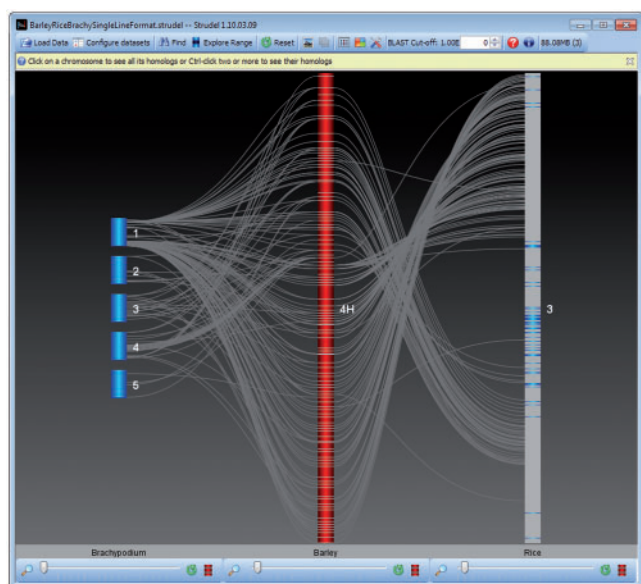 BarleyRiceBrachySingleLineFormat.strudel -- Strudel 1.10.03.09
Load Data Configure datasets Find Explore Range Reset BLAST Cut-off: 1.00E 0 88.08MB (3)
Click on a chromosome to see all its homologs or Ctrl-click two or more to see their homologs
1
2
3
4
5
4H
3
Brachypodium Barley Rice